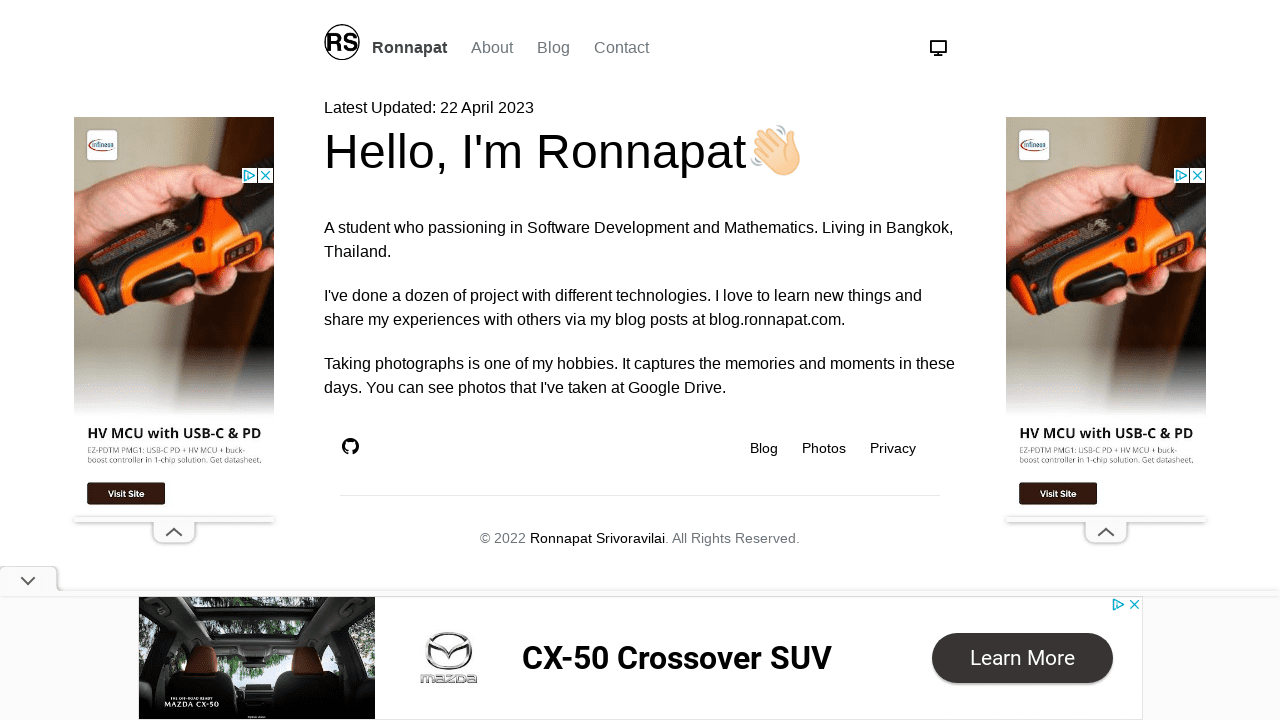 RS
Ronnapat
About
Blog
Contact
Latest Updated: 22 April 2023
Hello, I'm Ronnapat
A student who passioning in Software Development and Mathematics. Living in Bangkok,
Thailand.
I've done a dozen of project with different technologies. I love to learn new things and
share my experiences with others via my blog posts at blog.ronnapat.com.
Taking photographs is one of my hobbies. It captures the memories and moments in these
days. You can see photos that I've taken at Google Drive.
Blog
Photos
Privacy
© 2022 Ronnapat Srivoravilai. All Rights Reserved.
infineon
HV MCU with USB-C & PD
EZ-PDTM PMG1: USB-C PD + HV MCU + buck-
boost controller in 1-chip solution. Get datasheet.
Visit Site
infineon
HV MCU with USB-C & PD
EZ-PDTM PMG1: USB-C PD + HV MCU + buck-
boost controller in 1-chip solution. Get datasheet.
Visit Site
THE OFF-ROAD READY
MAZDA CX-50
mazda
CX-50 Crossover SUV
Learn More